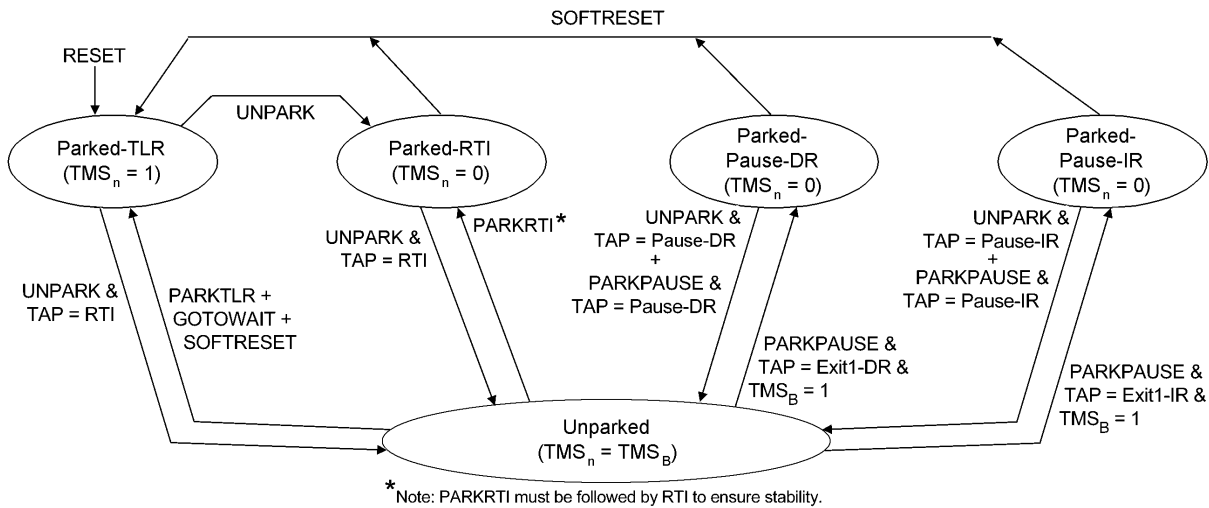 SOFTRESET
RESET
UNPARK
Parked-TLR
(TMSn = 1)
Parked-RTI
(TMSn = 0)
Parked-
Pause-DR
(TMSn = 0)
Parked-
Pause-IR
(TMSn = 0)
UNPARK &
TAP = RTI
PARKTLR +
GOTOWAIT +
SOFTRESET
UNPARK &
TAP = RTI
PARKRTI*
UNPARK &
TAP = Pause-DR
+
PARKPAUSE &
TAP = Pause-DR
PARKPAUSE &
TAP = Exit1-DR &
TMSB = 1
UNPARK &
TAP = Pause-IR
+
PARKPAUSE &
TAP = Pause-IR
PARKPAUSE &
TAP = Exit1-IR &
TMSB = 1
Unparked
(TMSn = TMSB)
*Note: PARKRTI must be followed by RTI to ensure stability.